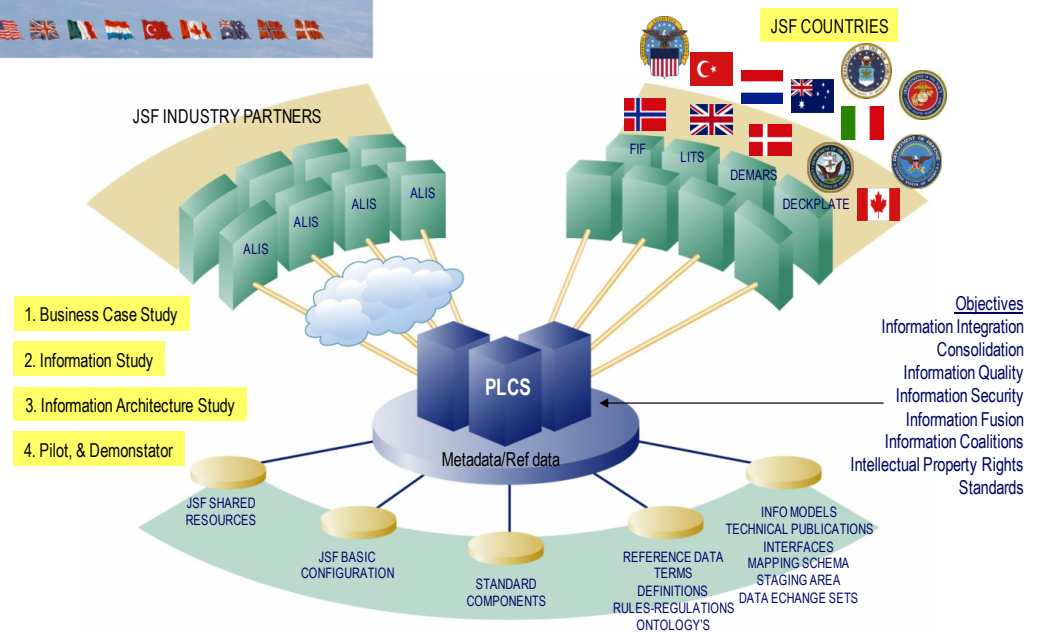 JSF COUNTRIES
JSF INDUSTRY PARTNERS
FIF
LITS
DEMARS
DECKPLATE
ALIS
ALIS
ALIS
ALIS
1. Business Case Study
2. Information Study
3. Information Architecture Study
4. Pilot, & Demonstator
PLCS
Metadata/Ref data
Objectives
Information Integration
Consolidation
Information Quality
Information Security
Information Fusion
Information Coalitions
Intellectual Property Rights
Standards
JSF SHARED
RESOURCES
JSF BASIC
CONFIGURATION
STANDARD
COMPONENTS
REFERENCE DATA
TERMS
DEFINITIONS
RULES-REGULATIONS
ONTOLOGY'S
INFO MODELS
TECHNICAL PUBLICATIONS
INTERFACES
MAPPING SCHEMA
STAGING AREA
DATA ECHANGE SETS